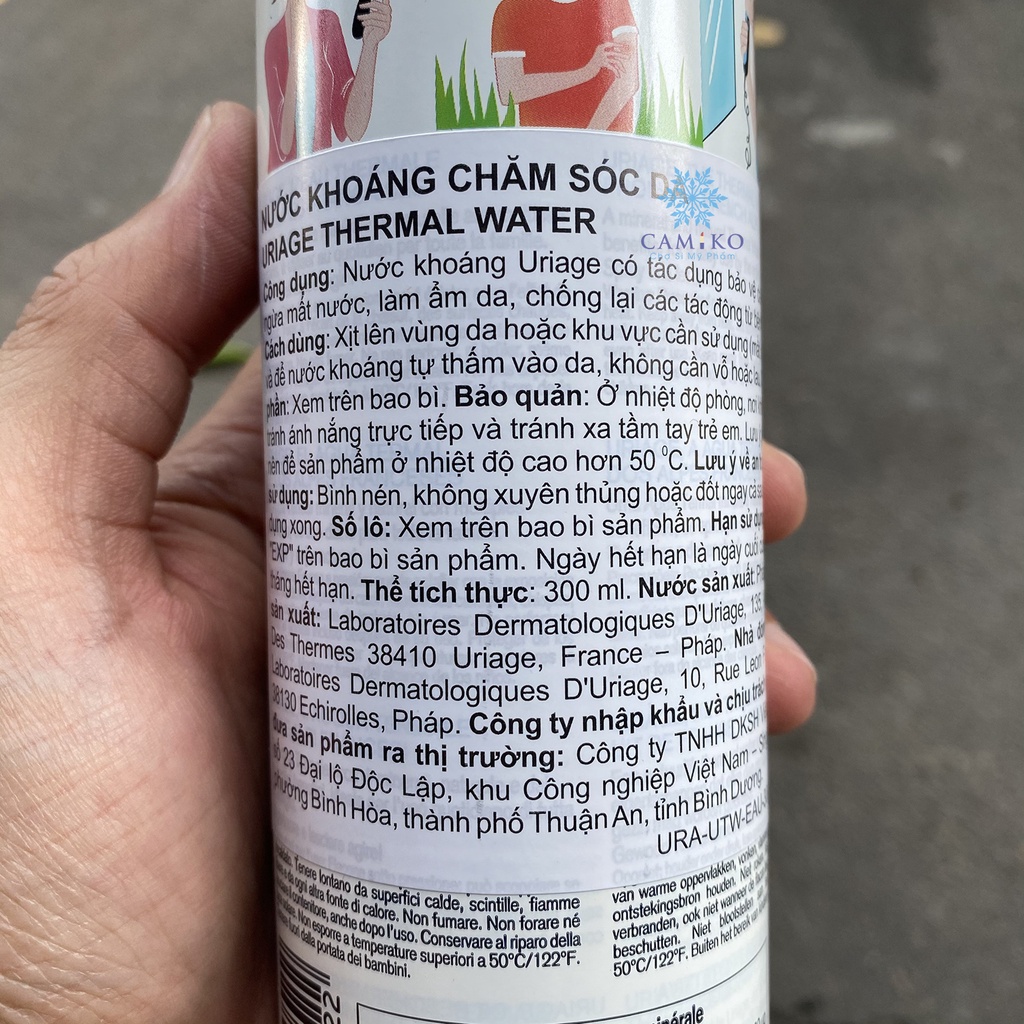 NƯỚC KHOÁNG CHĂM SÓC DA
URIAGE THERMAL WATER
CAMIKO
Chợ Sỉ Mỹ Phẩm
Công dụng: Nước khoáng Uriage có tác dụng bảo vệ
ngừa mất nước, làm ẩm da, chống lại các tác động từ
Cách dùng: Xịt lên vùng da hoặc khu vực cần sử dụng
và để nước khoáng tự thấm vào da, không cần vỗ hoặc
phần: Xem trên bao bì. Bảo quản: Ở nhiệt độ phòng, nơi
tránh ánh nắng trực tiếp và tránh xa tầm tay trẻ em. Lưu
nên để sản phẩm ở nhiệt độ cao hơn 50 ⁰C. Lưu ý về an
sử dụng: Bình nén, không xuyên thủng hoặc đốt ngay cả
dụng xong. Số lô: Xem trên bao bì sản phẩm. Hạn sử dụng
"EXP" trên bao bì sản phẩm. Ngày hết hạn là ngày cuối
tháng hết hạn. Thể tích thực: 300 ml. Nước sản xuất:
sản xuất: Laboratoires Dermatologiques D'Uriage, 135,
Des Thermes 38410 Uriage, France – Pháp. Nhà
Laboratoires Dermatologiques D'Uriage, 10, Rue Leon
38130 Echirolles, Pháp. Công ty nhập khẩu và chịu trách
đưa sản phẩm ra thị trường: Công ty TNHH DKSH
số 23 Đại lộ Độc Lập, khu Công nghiệp Việt Nam –
phường Bình Hòa, thành phố Thuận An, tỉnh Bình Dương.
URA-UTW-EAU-
Tenere lontano da superfici calde, scintille, fiamme
e da ogni altra fonte di calore. Non fumare. Non forare né
il contenitore, anche dopo l'uso. Conservare al riparo della
Non esporre a temperature superiori a 50°C/122°F.
fuori dalla portata dei bambini.
van warme oppervlakken, vonken,
ontstekingsbron houden. Niet
verbranden, ook niet wanneer
beschutten. Niet blootstellen
50°C/122°F. Buiten het bereik van
22